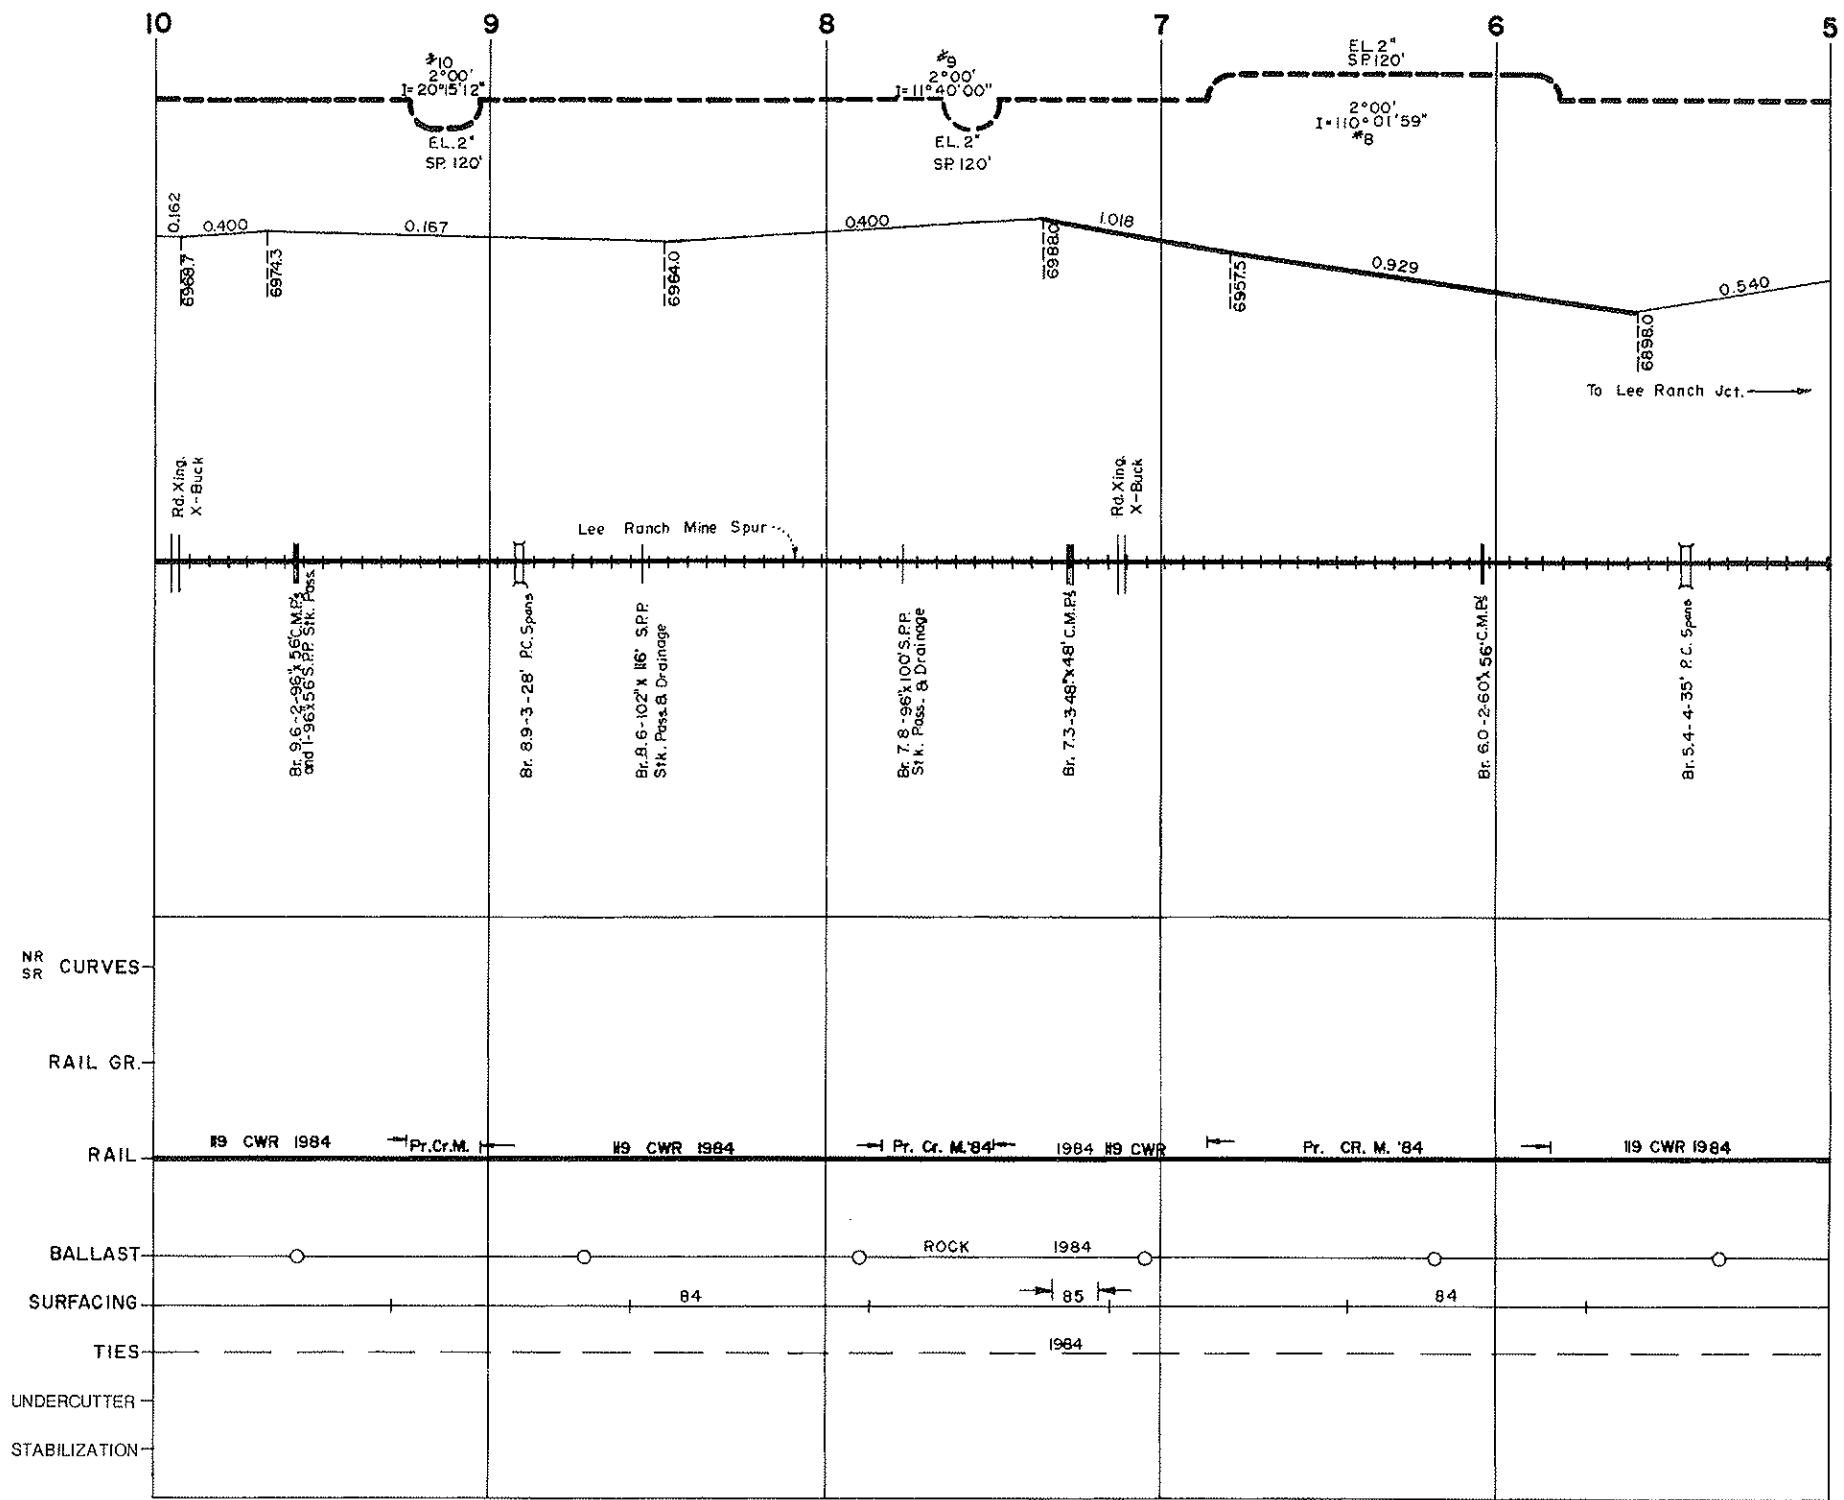 10
9
8
7
6
5
#10
2°00'
I=20°15'12"
EL. 2"
SP. 120'
#9
2°00'
I=11°40'00"
EL. 2"
SP. 120'
EL. 2"
SP. 120'
2°00'
I=110°01'59"
#8
0.162
0.400
0.167
0.400
1.018
0.929
0.540
6968.7
6974.3
6964.0
6988.0
6957.5
6898.0
To Lee Ranch Jct.
Rd. Xing.
X-Buck
Lee Ranch Mine Spur
Rd. Xing.
X-Buck
Br. 9.6-2-96"x 56' C.M.P.'s
and 1-96"x56' S.P.P. Stk. Pass.
Br. 8.9-3-28' P.C. Spans
Br. 8.6-102" X 116' S.P.P.
Stk. Pass. & Drainage
Br. 7.8-96"x100' S.P.P.
Stk. Pass. & Drainage
Br. 7.3-3-48"x48' C.M.P.'s
Br. 6.0-2-60"x 56' C.M.P.'s
Br. 5.4-4-35' P.C. Spans
NR
SR CURVES
RAIL GR.
RAIL
119 CWR 1984
Pr.Cr.M.
119 CWR 1984
Pr. Cr. M.'84
1984 119 CWR
Pr. CR. M. '84
119 CWR 1984
BALLAST
ROCK 1984
SURFACING
84
85
84
TIES
1984
UNDERCUTTER
STABILIZATION